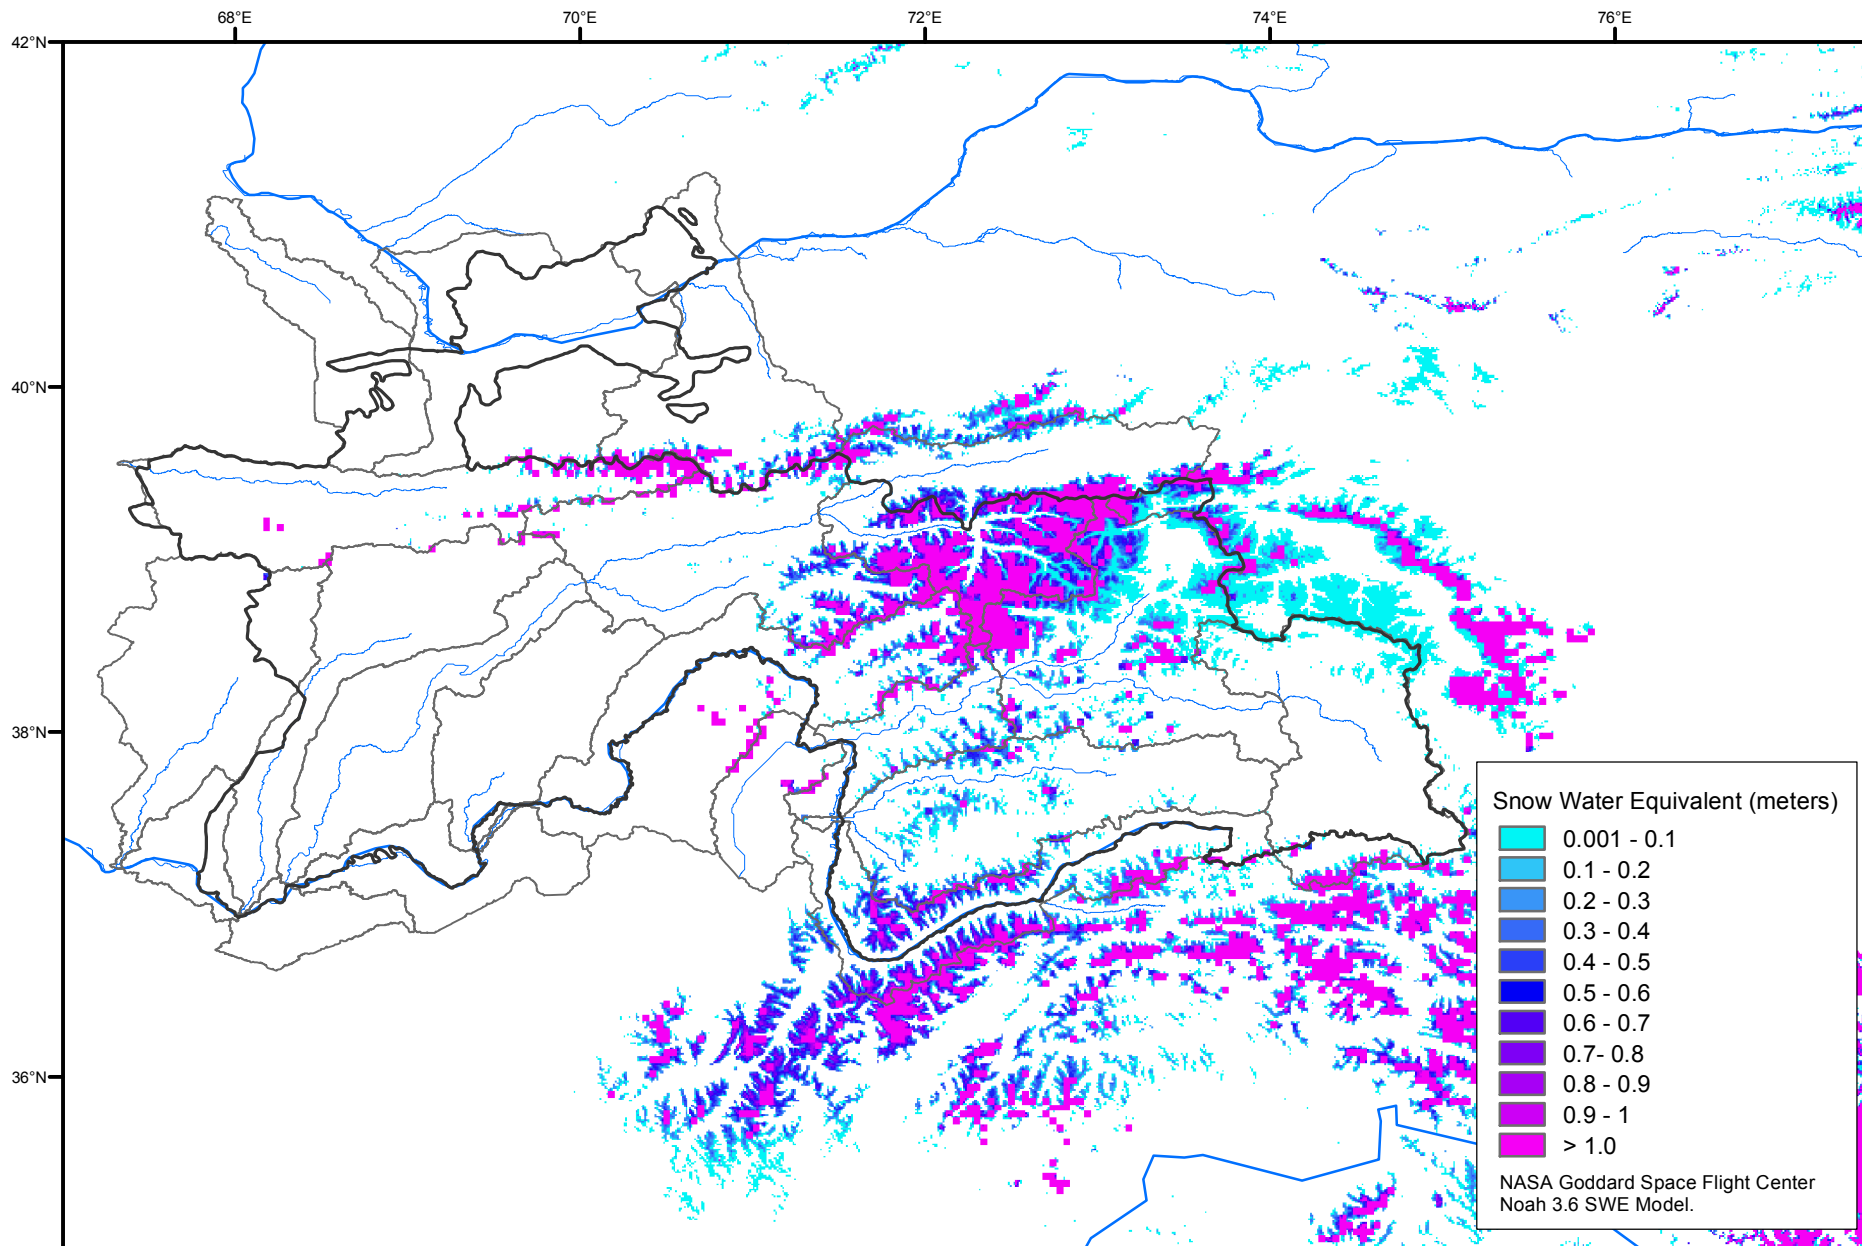 68°E 70°E 72°E 74°E 76°E
42°N
40°N
38°N
36°N
Snow Water Equivalent (meters)
0.001 - 0.1
0.1 - 0.2
0.2 - 0.3
0.3 - 0.4
0.4 - 0.5
0.5 - 0.6
0.6 - 0.7
0.7- 0.8
0.8 - 0.9
0.9 - 1
> 1.0
NASA Goddard Space Flight Center
Noah 3.6 SWE Model.